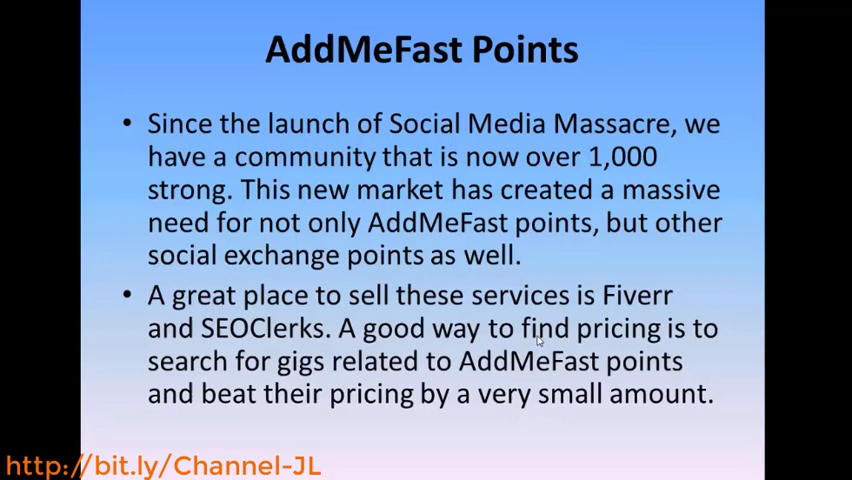 AddMeFast Points
• Since the launch of Social Media Massacre, we
have a community that is now over 1,000
strong. This new market has created a massive
need for not only AddMeFast points, but other
social exchange points as well.
• A great place to sell these services is Fiverr
and SEOClerks. A good way to find pricing is to
search for gigs related to AddMeFast points
and beat their pricing by a very small amount.
http://bit.ly/Channel-JL